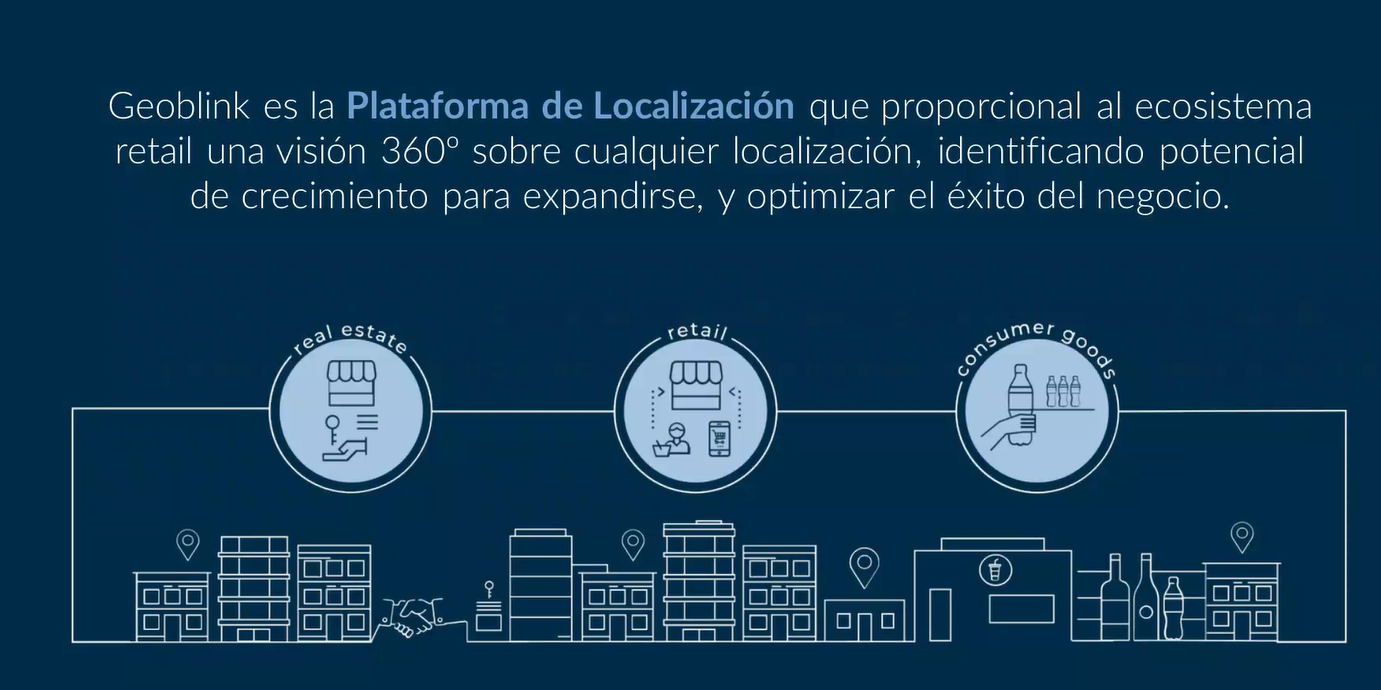 Geoblink es la Plataforma de Localización que proporcional al ecosistema
retail una visión 360º sobre cualquier localización, identificando potencial
de crecimiento para expandirse, y optimizar el éxito del negocio.
real estate
retail
consumer goods